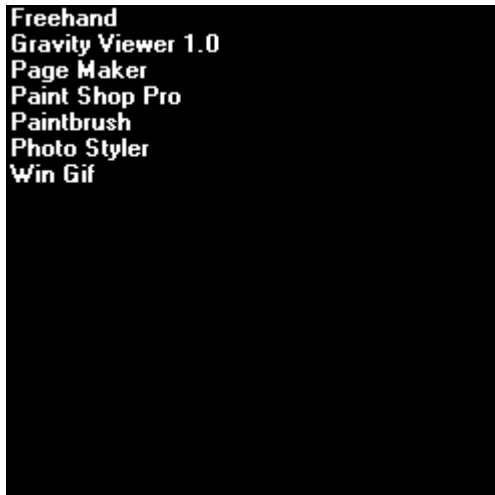 Freehand
Gravity Viewer 1.0
Page Maker
Paint Shop Pro
Paintbrush
Photo Styler
Win Gif